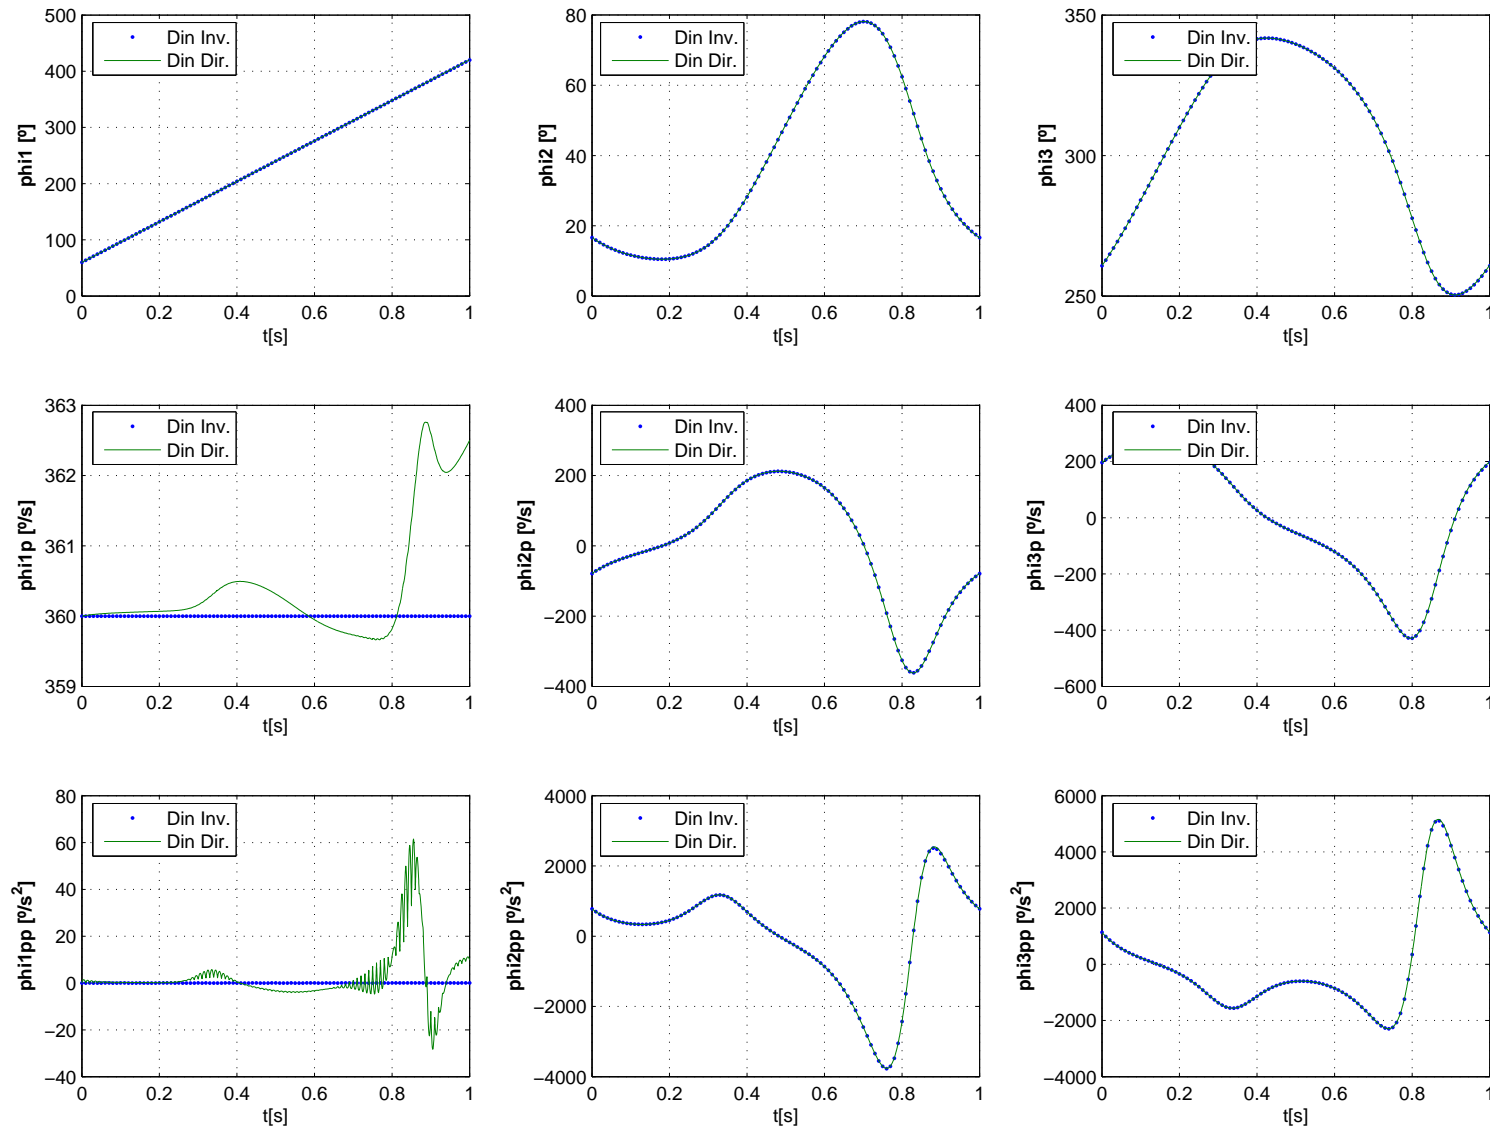 phi1 [º]
500
400
300
200
100
0
Din Inv.
Din Dir.
0 0.2 0.4 0.6 0.8 1
t[s]
phi2 [º]
80
60
40
20
0
Din Inv.
Din Dir.
0 0.2 0.4 0.6 0.8 1
t[s]
phi3 [º]
350
300
250
Din Inv.
Din Dir.
0 0.2 0.4 0.6 0.8 1
t[s]
phi1p [º/s]
363
362
361
360
359
Din Inv.
Din Dir.
0 0.2 0.4 0.6 0.8 1
t[s]
phi2p [º/s]
400
200
0
−200
−400
Din Inv.
Din Dir.
0 0.2 0.4 0.6 0.8 1
t[s]
phi3p [º/s]
400
200
0
−200
−400
−600
Din Inv.
Din Dir.
0 0.2 0.4 0.6 0.8 1
t[s]
phi1pp [º/s²]
80
60
40
20
0
−20
−40
Din Inv.
Din Dir.
0 0.2 0.4 0.6 0.8 1
t[s]
phi2pp [º/s²]
4000
2000
0
−2000
−4000
Din Inv.
Din Dir.
0 0.2 0.4 0.6 0.8 1
t[s]
phi3pp [º/s²]
6000
4000
2000
0
−2000
−4000
Din Inv.
Din Dir.
0 0.2 0.4 0.6 0.8 1
t[s]